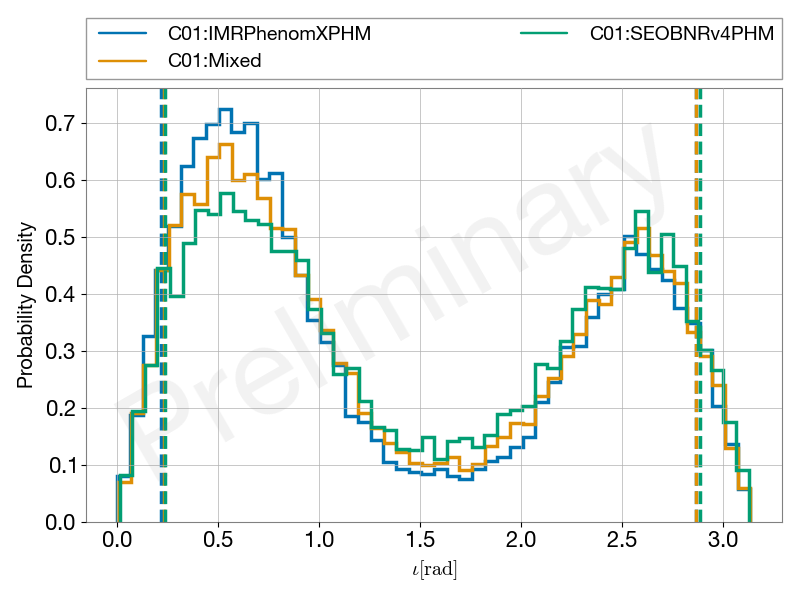 C01:IMRPhenomXPHM
C01:SEOBNRv4PHM
C01:Mixed
Preliminary
Probability Density
0.7
0.6
0.5
0.4
0.3
0.2
0.1
0.0
0.0 0.5 1.0 1.5 2.0 2.5 3.0
ι[rad]